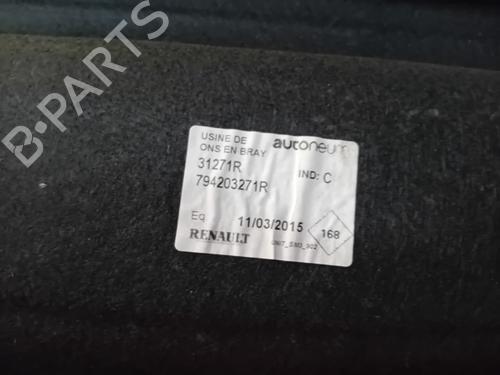 B-PARTS
USINE DE
ONS EN BRAY
autoneum
31271R
IND: C
794203271R
Eq
11/03/2015
168
RENAULT